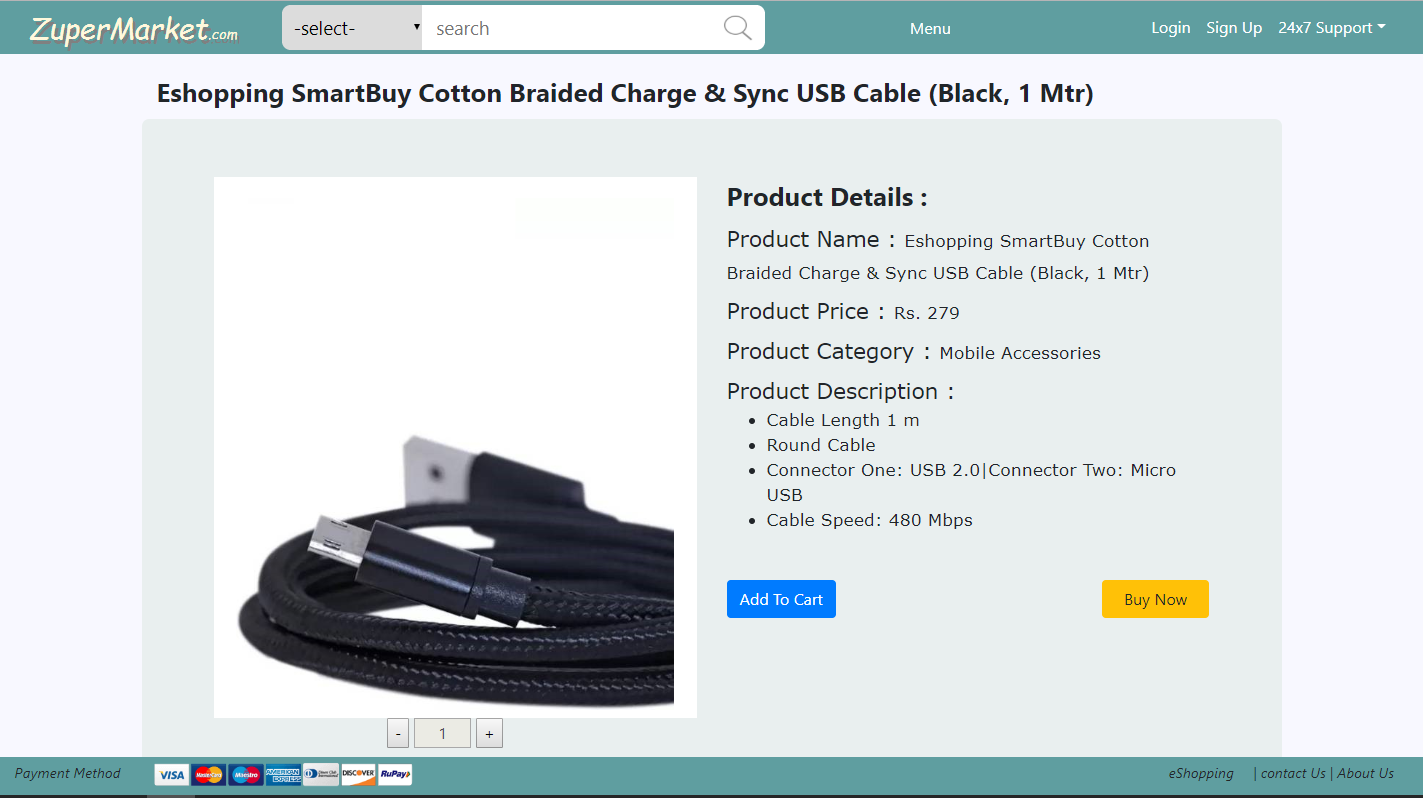 ZuperMarket.com
-select-
search
Menu
Login
Sign Up
24x7 Support
Eshopping SmartBuy Cotton Braided Charge & Sync USB Cable (Black, 1 Mtr)
Product Details :
Product Name : Eshopping SmartBuy Cotton
Braided Charge & Sync USB Cable (Black, 1 Mtr)
Product Price : Rs. 279
Product Category : Mobile Accessories
Product Description :
Cable Length 1 m
Round Cable
Connector One: USB 2.0|Connector Two: Micro
USB
Cable Speed: 480 Mbps
Add To Cart
Buy Now
- 1 +
Payment Method
VISA MasterCard Maestro AMERICAN EXPRESS Diners Club International DISCOVER RuPay
eShopping | contact Us | About Us